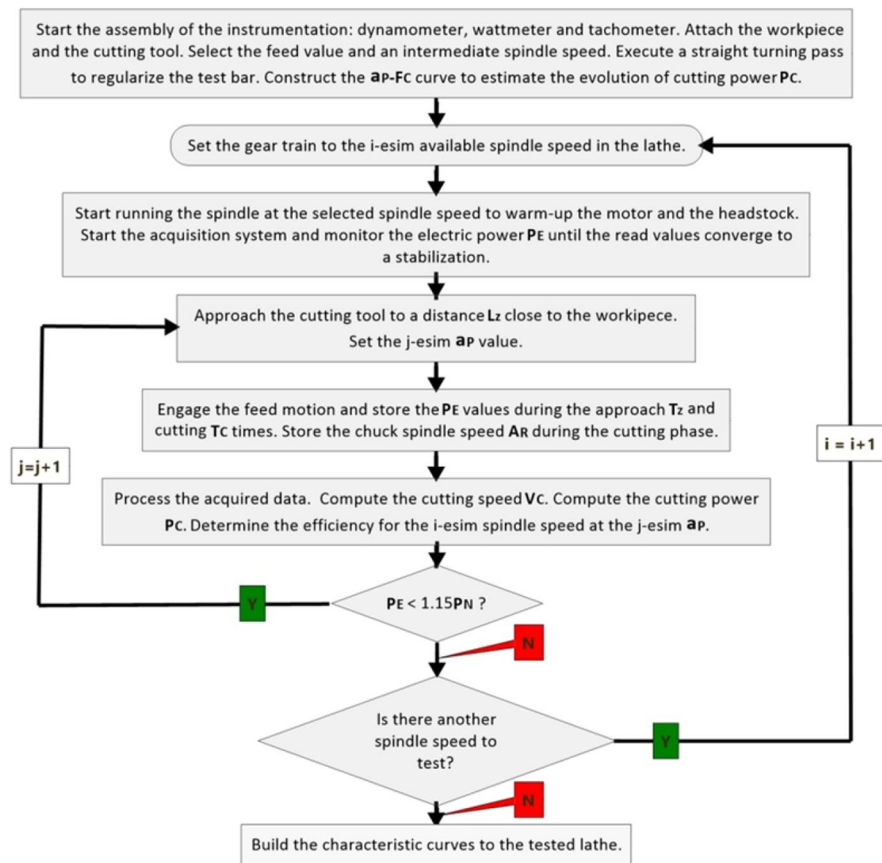 Start the assembly of the instrumentation: dynamometer, wattmeter and tachometer. Attach the workpiece
and the cutting tool. Select the feed value and an intermediate spindle speed. Execute a straight turning pass
to regularize the test bar. Construct the aP-FC curve to estimate the evolution of cutting power PC.
Set the gear train to the i-esim available spindle speed in the lathe.
Start running the spindle at the selected spindle speed to warm-up the motor and the headstock.
Start the acquisition system and monitor the electric power PE until the read values converge to
a stabilization.
Approach the cutting tool to a distance Lz close to the workipece.
Set the j-esim aP value.
Engage the feed motion and store the PE values during the approach Tz and
cutting TC times. Store the chuck spindle speed AR during the cutting phase.
j=j+1
i = i+1
Process the acquired data. Compute the cutting speed VC. Compute the cutting power
PC. Determine the efficiency for the i-esim spindle speed at the j-esim aP.
PE < 1.15PN ?
Y
N
Is there another
spindle speed to
test?
Y
N
Build the characteristic curves to the tested lathe.